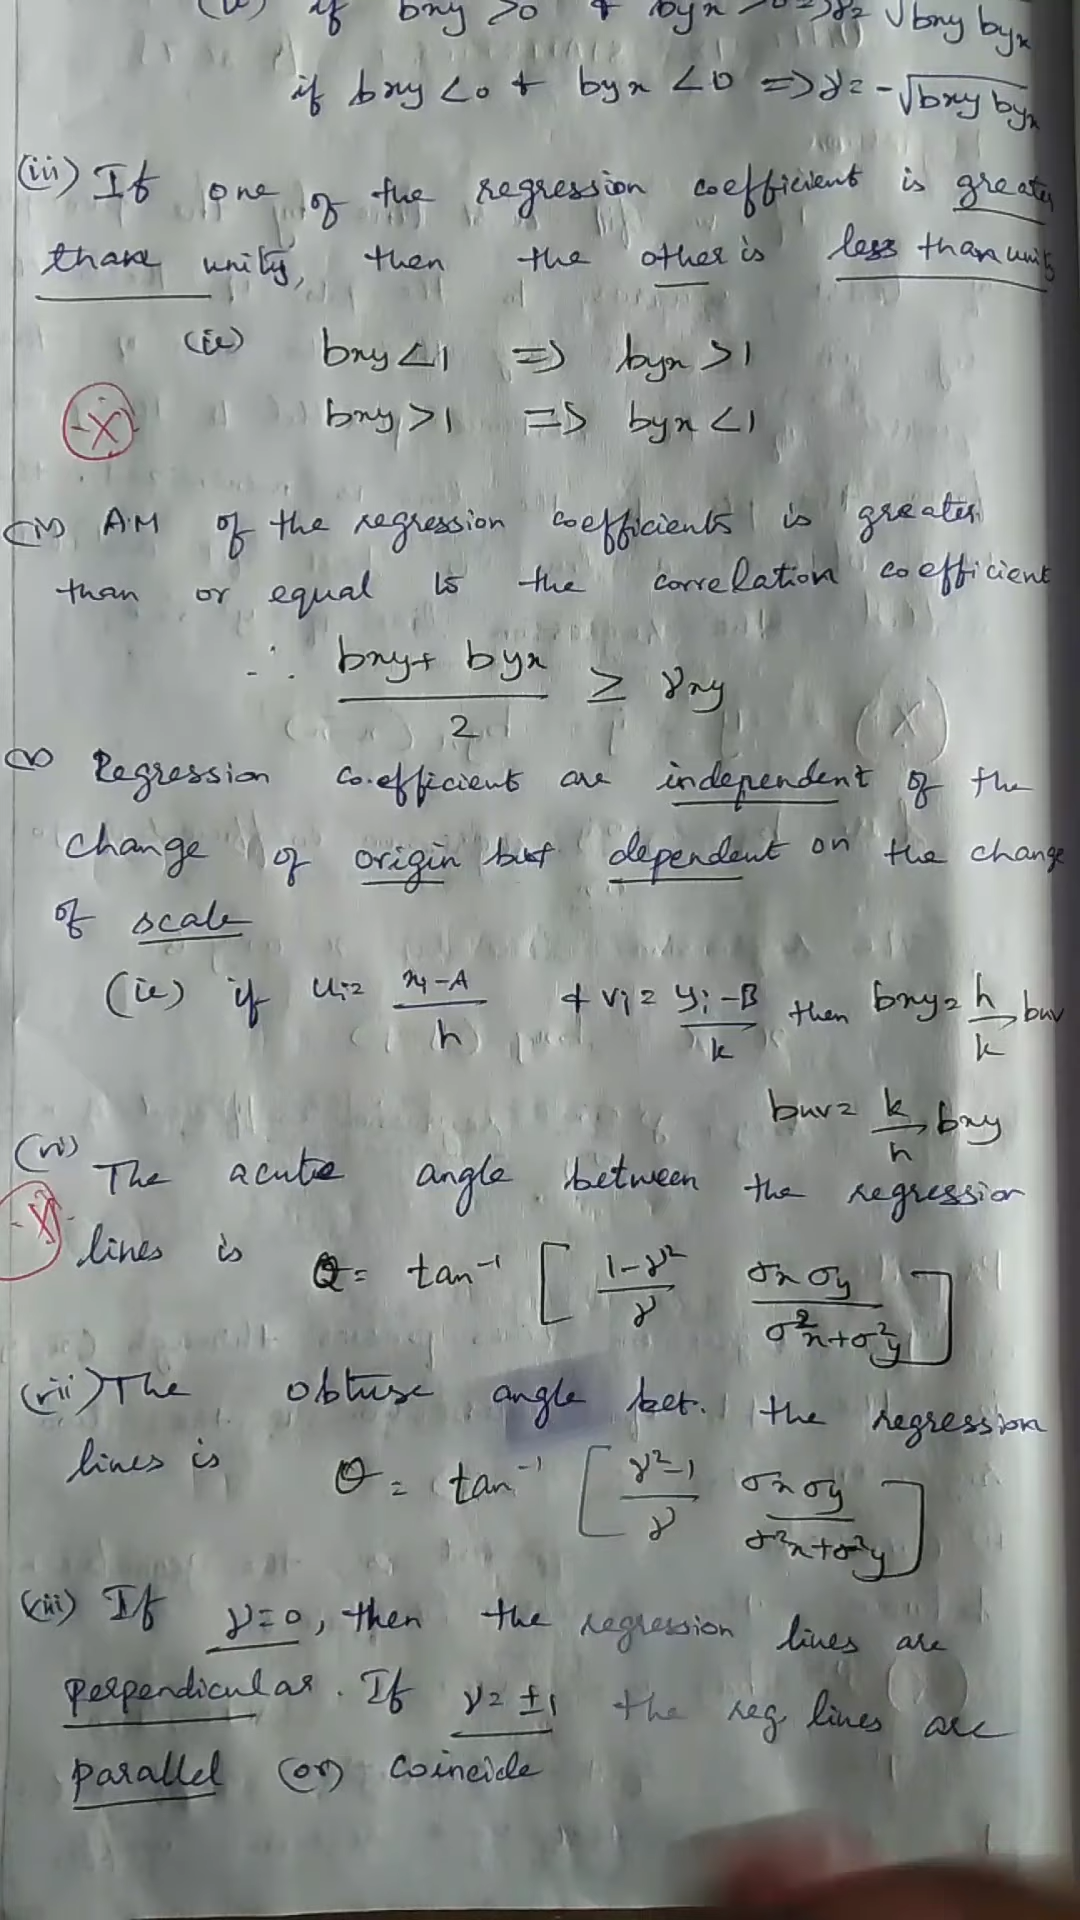 if bxy >0 & byx >0 => γ= √bxy byx
if bxy <0 & byx <0 => γ= -√bxy byx
(iii) If one of the regression coefficient is greater
than unity, then the other is less than unity
(ie) bxy <1 => byx >1
-X- bxy >1 => byx <1
(iv) A.M of the regression coefficients is greater
than or equal to the correlation coefficient
∴ (bxy + byx)/2 ≥ γxy
(X)
(v) Regression co.efficient are independent of the
change of origin but dependent on the change
of scale
(ie) if ui= (xi-A)/h & vi= (yi-B)/k then bxy= h/k buv
buv= k/h bxy
(vi) The acute angle between the regression
-X- lines is θ= tan⁻¹ [ (1-γ²)/γ σx σy/(σ²x+σ²y) ]
(vii) The obtuse angle bet. the regression
lines is θ= tan⁻¹ [ (γ²-1)/γ σx σy/(σ²x+σ²y) ]
(viii) If γ=0, then the regression lines are
perpendicular. If γ= ±1 the reg lines are
parallel (or) coincide